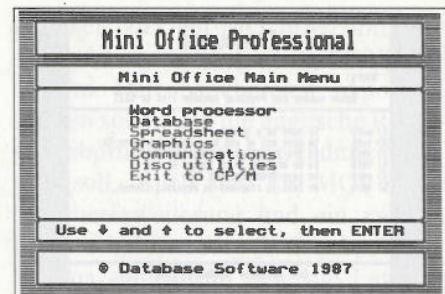 Mini Office Professional
Mini Office Main Menu
Word processor
Database
Spreadsheet
Graphics
Communications
Disc utilities
Exit to CP/M
Use ↓ and ↑ to select, then ENTER
© Database Software 1987